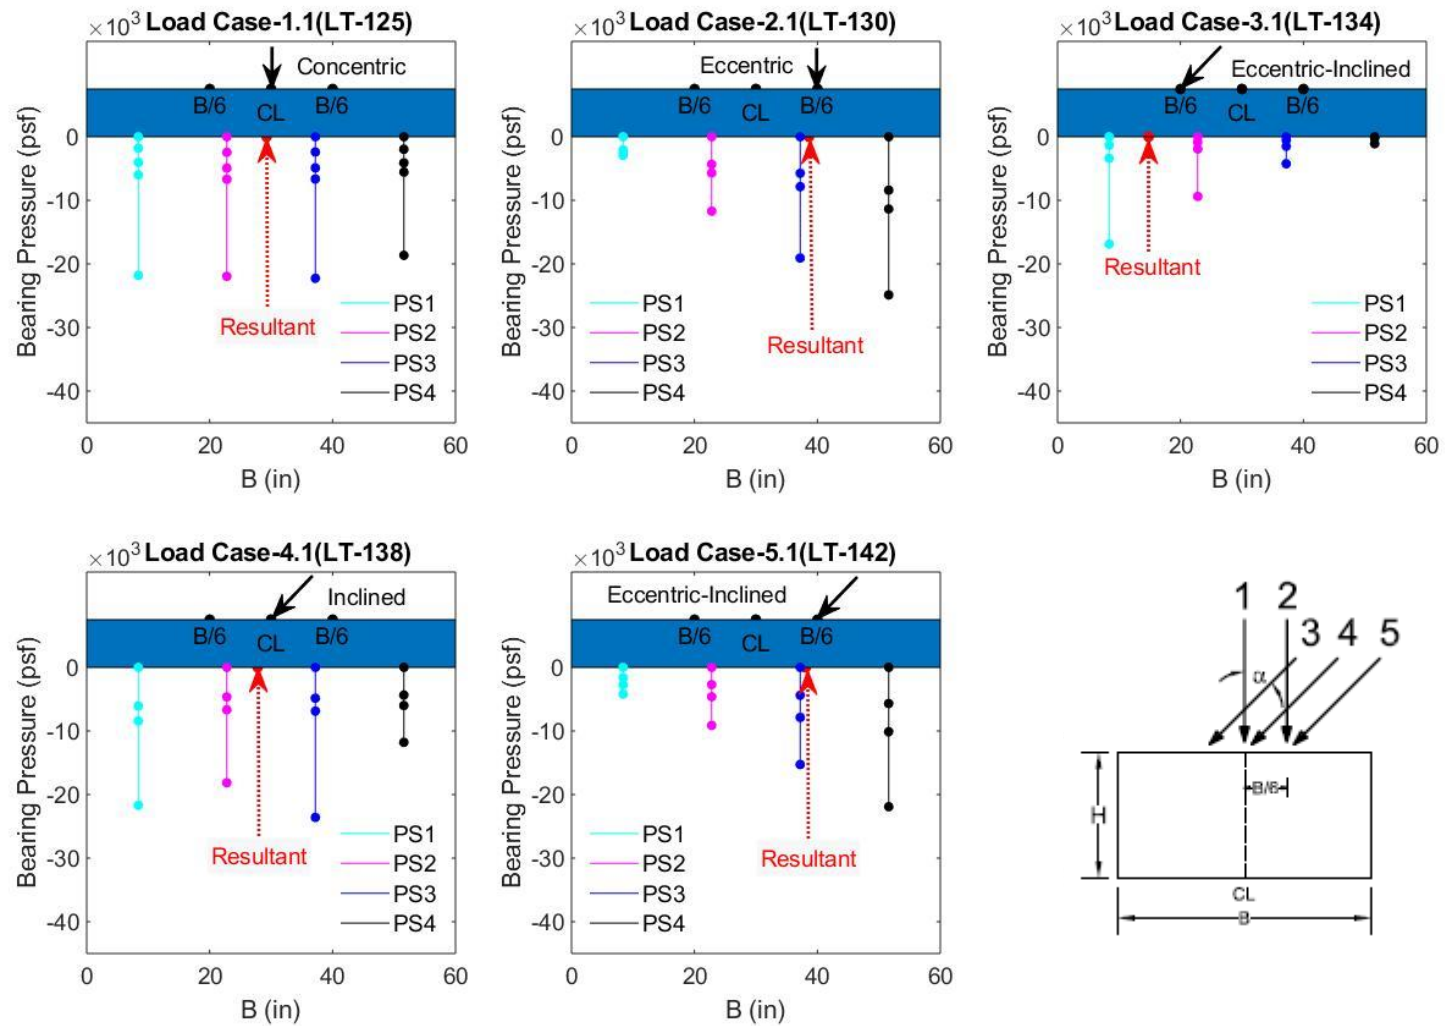 ×10³ Load Case-1.1(LT-125)
Concentric
B/6 CL B/6
0
-10
-20
-30
-40
Bearing Pressure (psf)
Resultant
PS1
PS2
PS3
PS4
0 20 40 60
B (in)
×10³ Load Case-2.1(LT-130)
Eccentric
B/6 CL B/6
0
-10
-20
-30
-40
Bearing Pressure (psf)
Resultant
PS1
PS2
PS3
PS4
0 20 40 60
B (in)
×10³ Load Case-3.1(LT-134)
Eccentric-Inclined
B/6 CL B/6
0
-10
-20
-30
-40
Bearing Pressure (psf)
Resultant
PS1
PS2
PS3
PS4
0 20 40 60
B (in)
×10³ Load Case-4.1(LT-138)
Inclined
B/6 CL B/6
0
-10
-20
-30
-40
Bearing Pressure (psf)
Resultant
PS1
PS2
PS3
PS4
0 20 40 60
B (in)
×10³ Load Case-5.1(LT-142)
Eccentric-Inclined
B/6 CL B/6
0
-10
-20
-30
-40
Bearing Pressure (psf)
Resultant
PS1
PS2
PS3
PS4
0 20 40 60
B (in)
1 2
3 4 5
α
B/6
H
CL
B